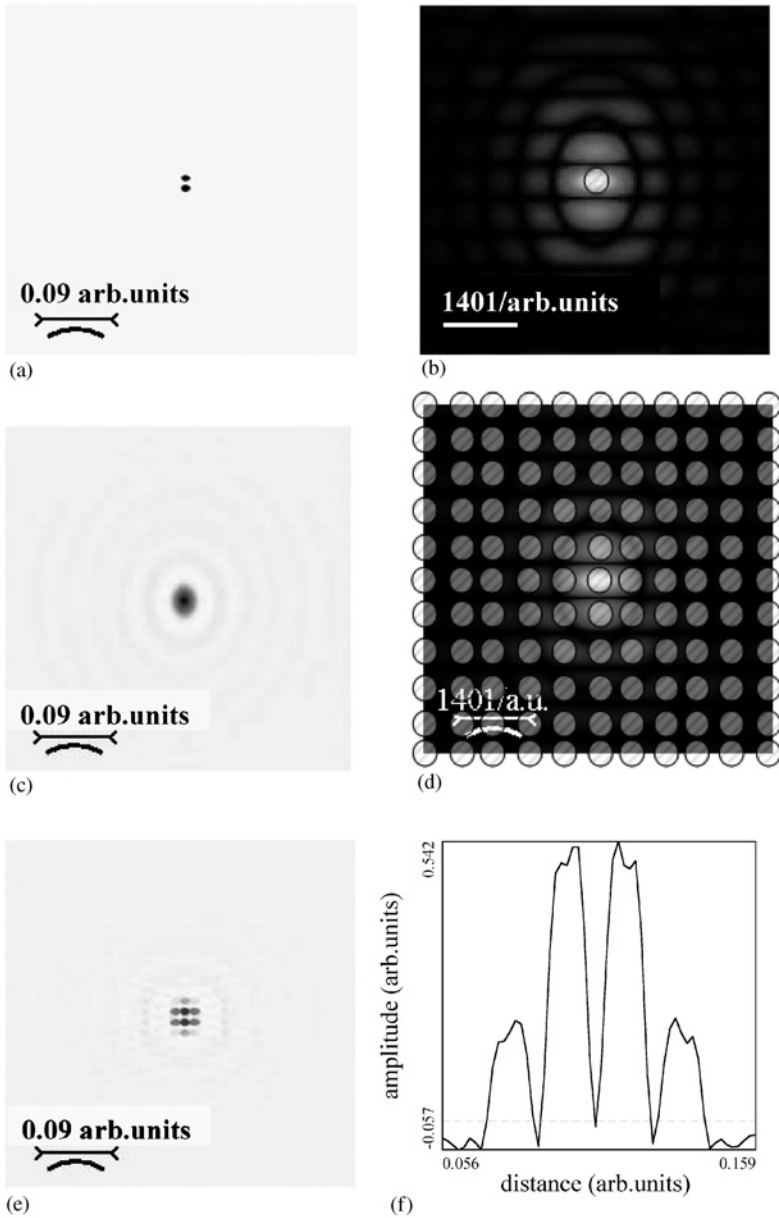 0.09 arb.units
(a)
1401/arb.units
(b)
0.09 arb.units
(c)
1401/a.u.
(d)
0.09 arb.units
(e)
0.542
amplitude (arb.units)
-0.057
0.056
0.159
distance (arb.units)
(f)